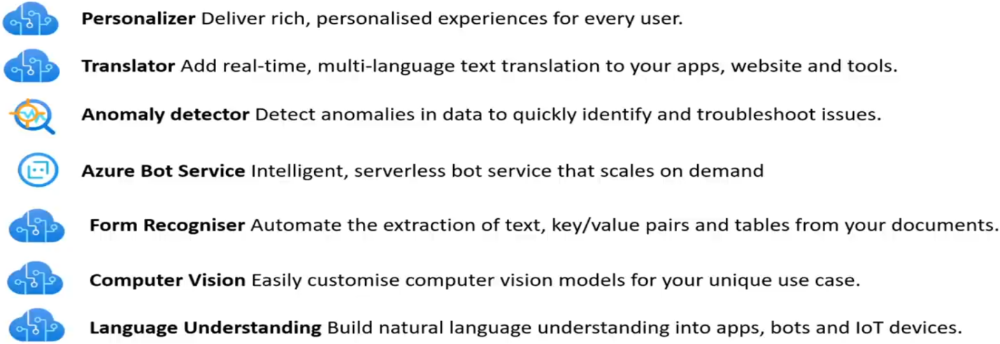 Personalizer Deliver rich, personalised experiences for every user.
Translator Add real-time, multi-language text translation to your apps, website and tools.
Anomaly detector Detect anomalies in data to quickly identify and troubleshoot issues.
Azure Bot Service Intelligent, serverless bot service that scales on demand
Form Recogniser Automate the extraction of text, key/value pairs and tables from your documents.
Computer Vision Easily customise computer vision models for your unique use case.
Language Understanding Build natural language understanding into apps, bots and IoT devices.